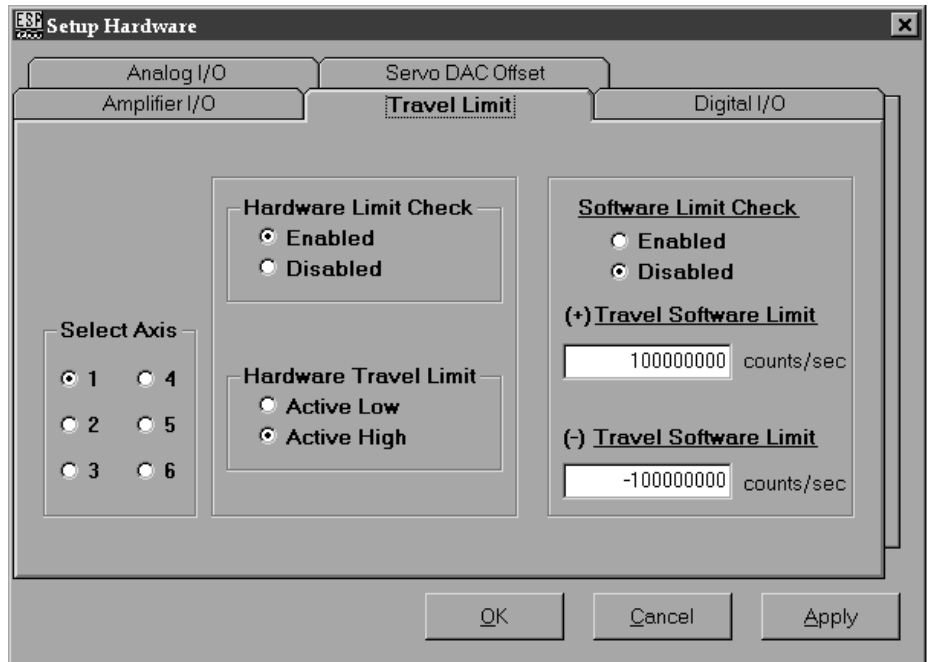 ESP Setup Hardware
Analog I/O Servo DAC Offset
Amplifier I/O Travel Limit Digital I/O
Select Axis
1 4
2 5
3 6
Hardware Limit Check
Enabled
Disabled
Hardware Travel Limit
Active Low
Active High
Software Limit Check
Enabled
Disabled
(+) Travel Software Limit
100000000 counts/sec
(-) Travel Software Limit
-100000000 counts/sec
OK Cancel Apply